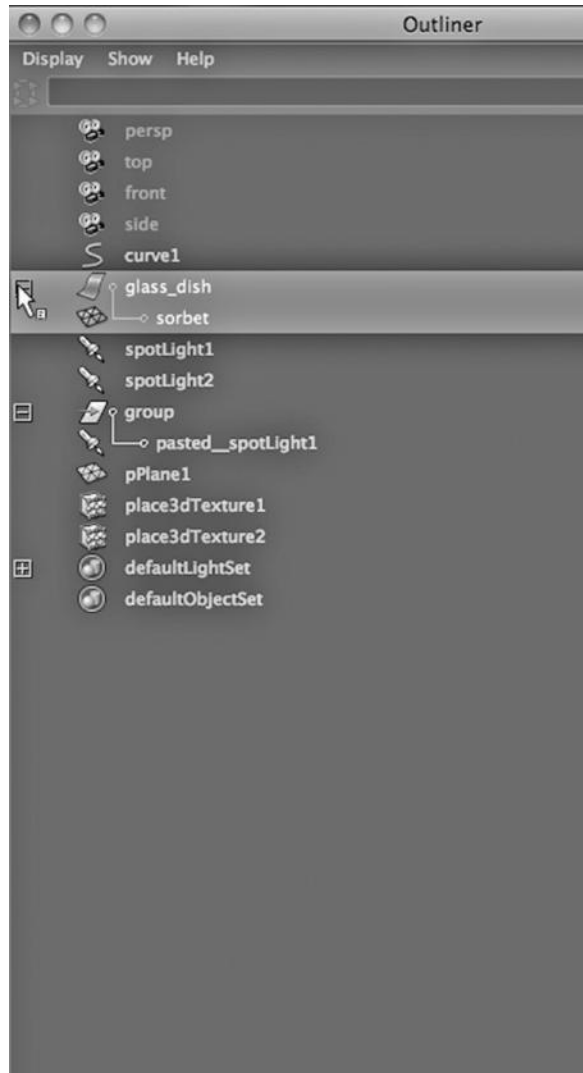 Outliner
Display Show Help
persp
top
front
side
curve1
glass_dish
sorbet
spotLight1
spotLight2
group
pasted__spotLight1
pPlane1
place3dTexture1
place3dTexture2
defaultLightSet
defaultObjectSet